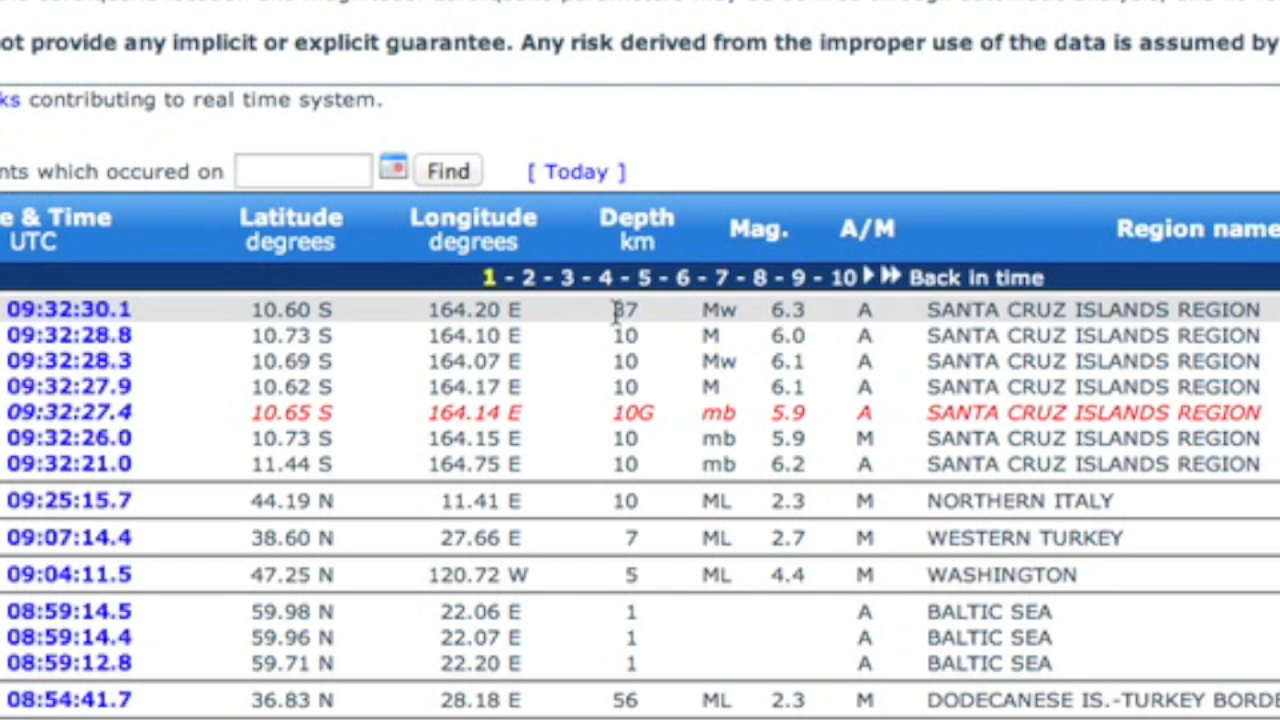 ot provide any implicit or explicit guarantee. Any risk derived from the improper use of the data is assumed by
ks contributing to real time system.
nts which occured on Find [ Today ]
e & Time Latitude Longitude Depth Mag. A/M Region name
UTC degrees degrees km
1 - 2 - 3 - 4 - 5 - 6 - 7 - 8 - 9 - 10 Back in time
09:32:30.1 10.60 S 164.20 E Mw 6.3 A SANTA CRUZ ISLANDS REGION
09:32:28.8 10.73 S 164.10 E 10 M 6.0 A SANTA CRUZ ISLANDS REGION
09:32:28.3 10.69 S 164.07 E 10 Mw 6.1 A SANTA CRUZ ISLANDS REGION
09:32:27.9 10.62 S 164.17 E 10 M 6.1 A SANTA CRUZ ISLANDS REGION
09:32:27.4 10.65 S 164.14 E 10G mb 5.9 A SANTA CRUZ ISLANDS REGION
09:32:26.0 10.73 S 164.15 E 10 mb 5.9 M SANTA CRUZ ISLANDS REGION
09:32:21.0 11.44 S 164.75 E 10 mb 6.2 A SANTA CRUZ ISLANDS REGION
09:25:15.7 44.19 N 11.41 E 10 ML 2.3 M NORTHERN ITALY
09:07:14.4 38.60 N 27.66 E 7 ML 2.7 M WESTERN TURKEY
09:04:11.5 47.25 N 120.72 W 5 ML 4.4 M WASHINGTON
08:59:14.5 59.98 N 22.06 E 1 A BALTIC SEA
08:59:14.4 59.96 N 22.07 E 1 A BALTIC SEA
08:59:12.8 59.71 N 22.20 E 1 A BALTIC SEA
08:54:41.7 36.83 N 28.18 E 56 ML 2.3 M DODECANESE IS.-TURKEY BORDE